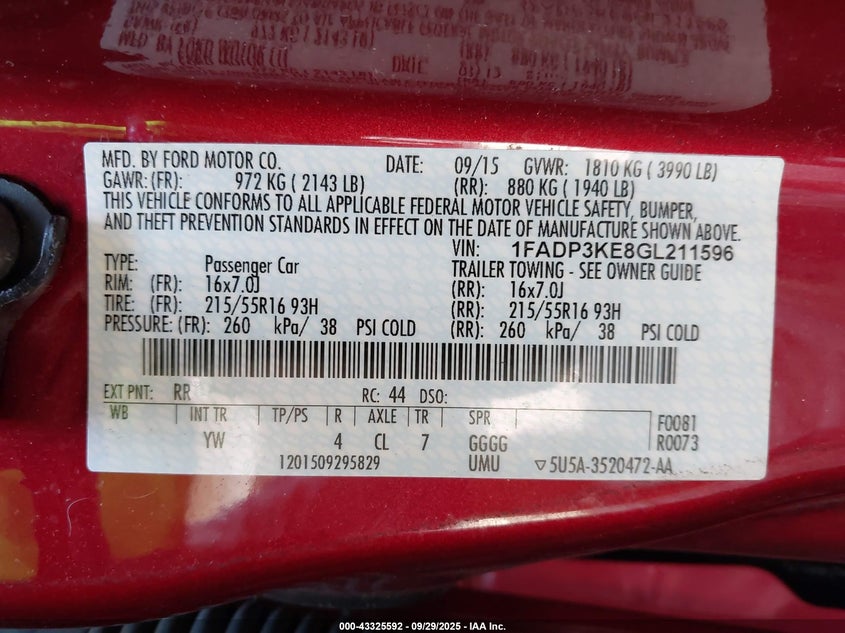 MFD. BY FORD MOTOR CO. DATE: 09/15 GVWR: 1810 KG ( 3990 LB)
GAWR:(FR): 972 KG ( 2143 LB) (RR): 880 KG ( 1940 LB)
THIS VEHICLE CONFORMS TO ALL APPLICABLE FEDERAL MOTOR VEHICLE SAFETY, BUMPER,
AND THEFT PREVENTION STANDARDS IN EFFECT ON THE DATE OF MANUFACTURE SHOWN ABOVE.
VIN: 1FADP3KE8GL211596
TYPE: Passenger Car TRAILER TOWING - SEE OWNER GUIDE
RIM: (FR): 16x7.0J (RR): 16x7.0J
TIRE: (FR): 215/55R16 93H (RR): 215/55R16 93H
PRESSURE: (FR): 260 kPa/ 38 PSI COLD (RR): 260 kPa/ 38 PSI COLD
EXT PNT: RR RC: 44 DSO:
WB INT TR TP/PS R AXLE TR SPR F0081
YW 4 CL 7 GGGG R0073
1201509295829 UMU ▽5U5A-3520472-AA
000-43325592 - 09/29/2025 - IAA Inc.